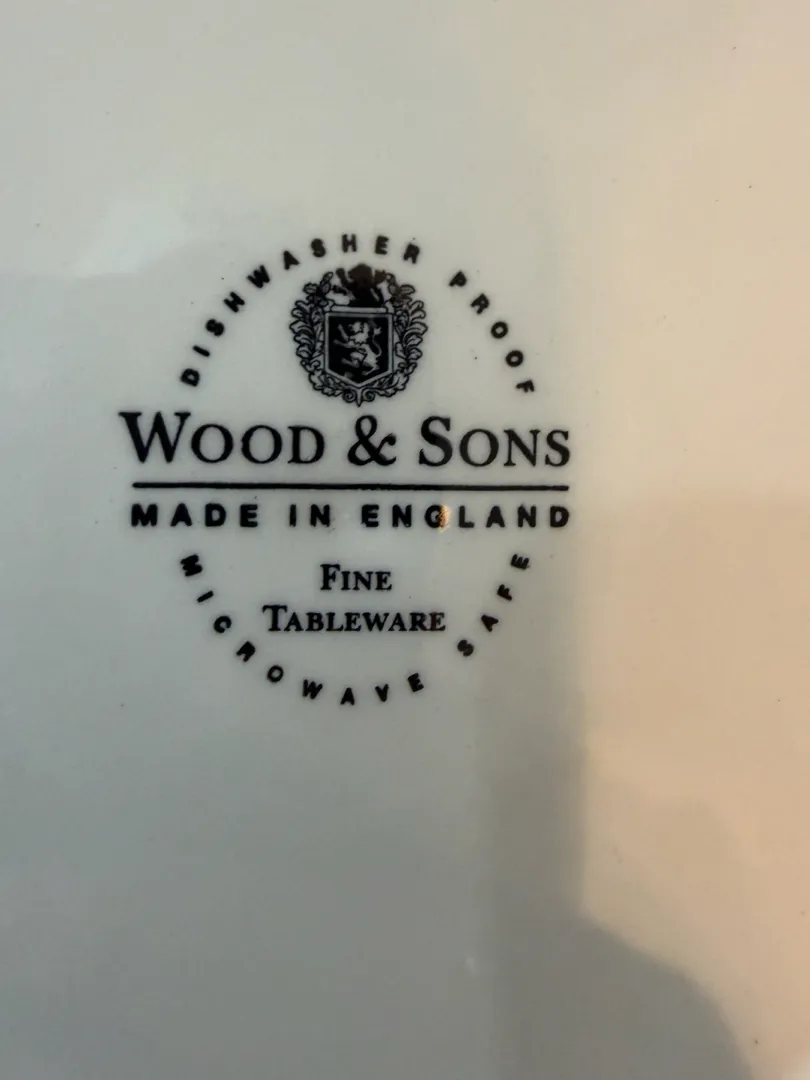 DISHWASHER PROOF
WOOD & SONS
MADE IN ENGLAND
FINE
TABLEWARE
MICROWAVE SAFE